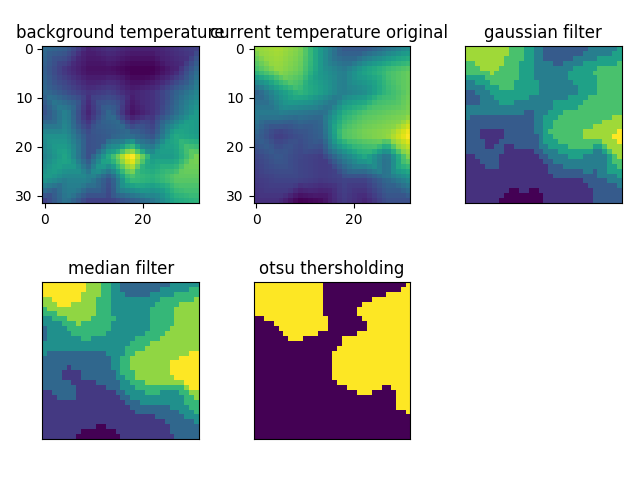 background temperature
current temperature original
gaussian filter
0
10
20
30
0
20
0
10
20
30
0
20
median filter
otsu thersholding